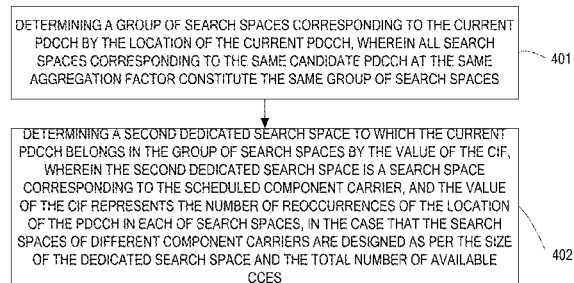 DETERMINING A GROUP OF SEARCH SPACES CORRESPONDING TO THE CURRENT
PDCCH BY THE LOCATION OF THE CURRENT PDCCH, WHEREIN ALL SEARCH
SPACES CORRESPONDING TO THE SAME CANDIDATE PDCCH AT THE SAME
AGGREGATION FACTOR CONSTITUTE THE SAME GROUP OF SEARCH SPACES
401
DETERMINING A SECOND DEDICATED SEARCH SPACE TO WHICH THE CURRENT
PDCCH BELONGS IN THE GROUP OF SEARCH SPACES BY THE VALUE OF THE CIF,
WHEREIN THE SECOND DEDICATED SEARCH SPACE IS A SEARCH SPACE
CORRESPONDING TO THE SCHEDULED COMPONENT CARRIER, AND THE VALUE
OF THE CIF REPRESENTS THE NUMBER OF REOCCURRENCES OF THE LOCATION
OF THE PDCCH IN EACH OF SEARCH SPACES, IN THE CASE THAT THE SEARCH
SPACES OF DIFFERENT COMPONENT CARRIERS ARE DESIGNED AS PER THE SIZE
OF THE DEDICATED SEARCH SPACE AND THE TOTAL NUMBER OF AVAILABLE
CCES
402